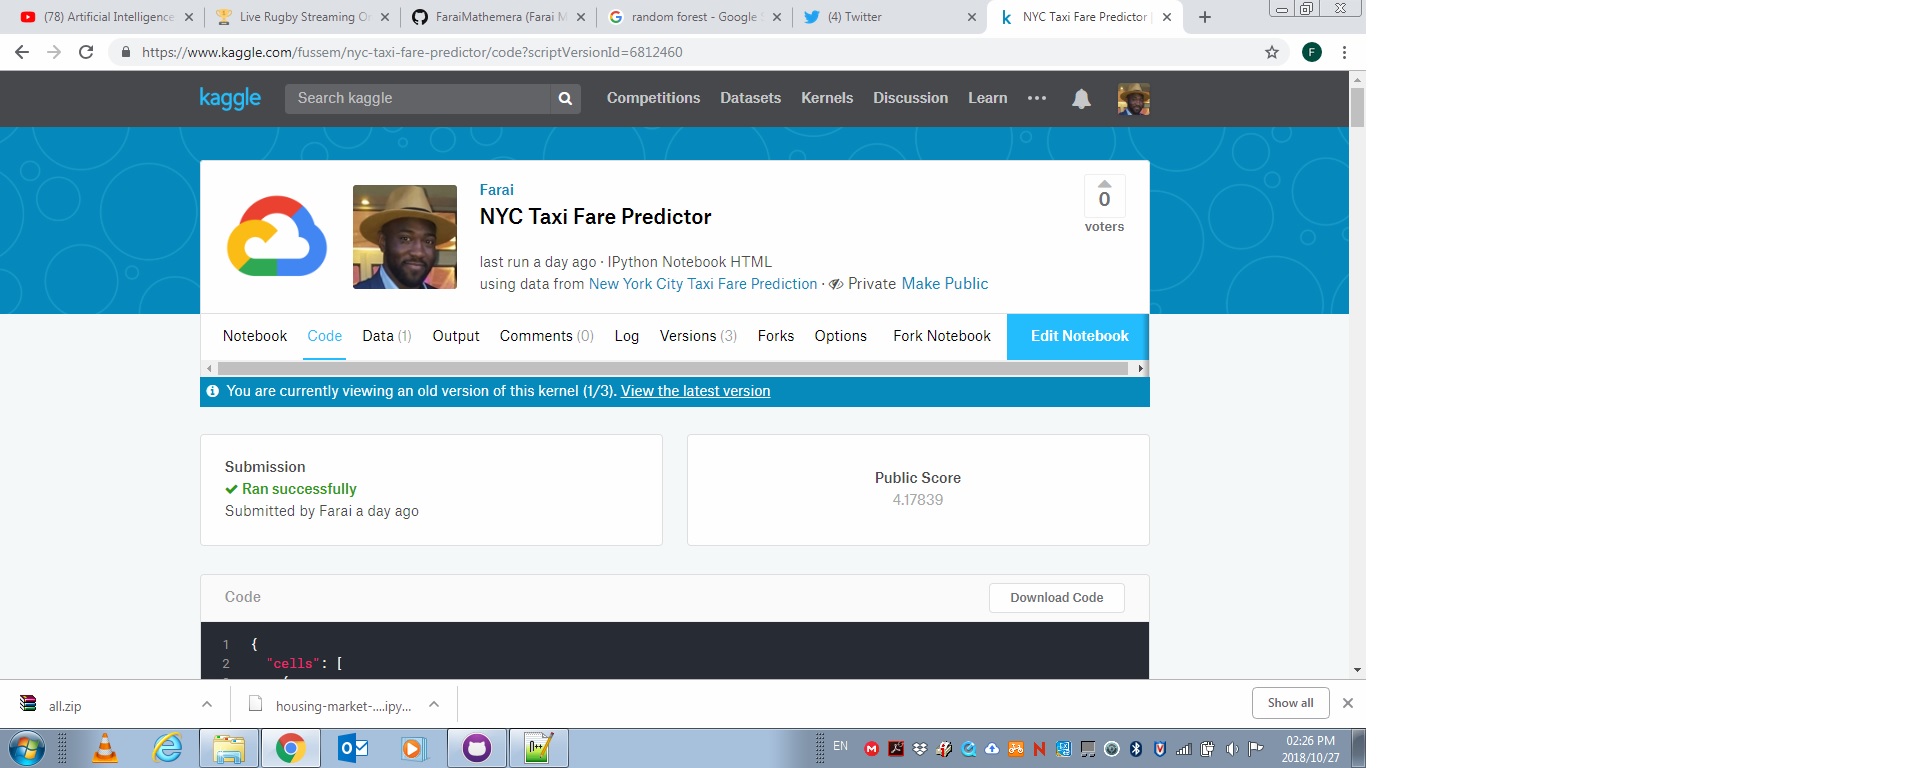 (78) Artificial Intelligence
Live Rugby Streaming On
FaraiMathemera (Farai M
random forest - Google S
(4) Twitter
NYC Taxi Fare Predictor |
https://www.kaggle.com/fussem/nyc-taxi-fare-predictor/code?scriptVersionId=6812460
F
kaggle
Search kaggle
Competitions Datasets Kernels Discussion Learn
Farai
NYC Taxi Fare Predictor
0
voters
last run a day ago · IPython Notebook HTML
using data from New York City Taxi Fare Prediction · Private Make Public
Notebook Code Data (1) Output Comments (0) Log Versions (3) Forks Options Fork Notebook Edit Notebook
You are currently viewing an old version of this kernel (1/3). View the latest version
Submission
Ran successfully
Submitted by Farai a day ago
Public Score
4.17839
Code
Download Code
1 {
2 "cells": [
all.zip
housing-market-....ipy...
Show all
EN
02:26 PM
2018/10/27